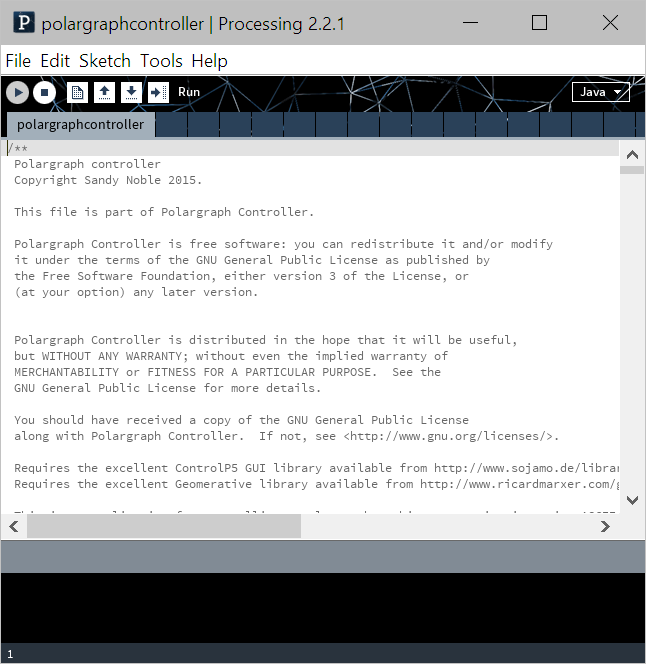 polargraphcontroller | Processing 2.2.1
File Edit Sketch Tools Help
Run
Java
polargraphcontroller
/**
Polargraph controller
Copyright Sandy Noble 2015.
This file is part of Polargraph Controller.
Polargraph Controller is free software: you can redistribute it and/or modify
it under the terms of the GNU General Public License as published by
the Free Software Foundation, either version 3 of the License, or
(at your option) any later version.
Polargraph Controller is distributed in the hope that it will be useful,
but WITHOUT ANY WARRANTY; without even the implied warranty of
MERCHANTABILITY or FITNESS FOR A PARTICULAR PURPOSE.  See the
GNU General Public License for more details.
You should have received a copy of the GNU General Public License
along with Polargraph Controller.  If not, see <http://www.gnu.org/licenses/>.
Requires the excellent ControlP5 GUI library available from http://www.sojamo.de/librar
Requires the excellent Geomerative library available from http://www.ricardmarxer.com/g
1